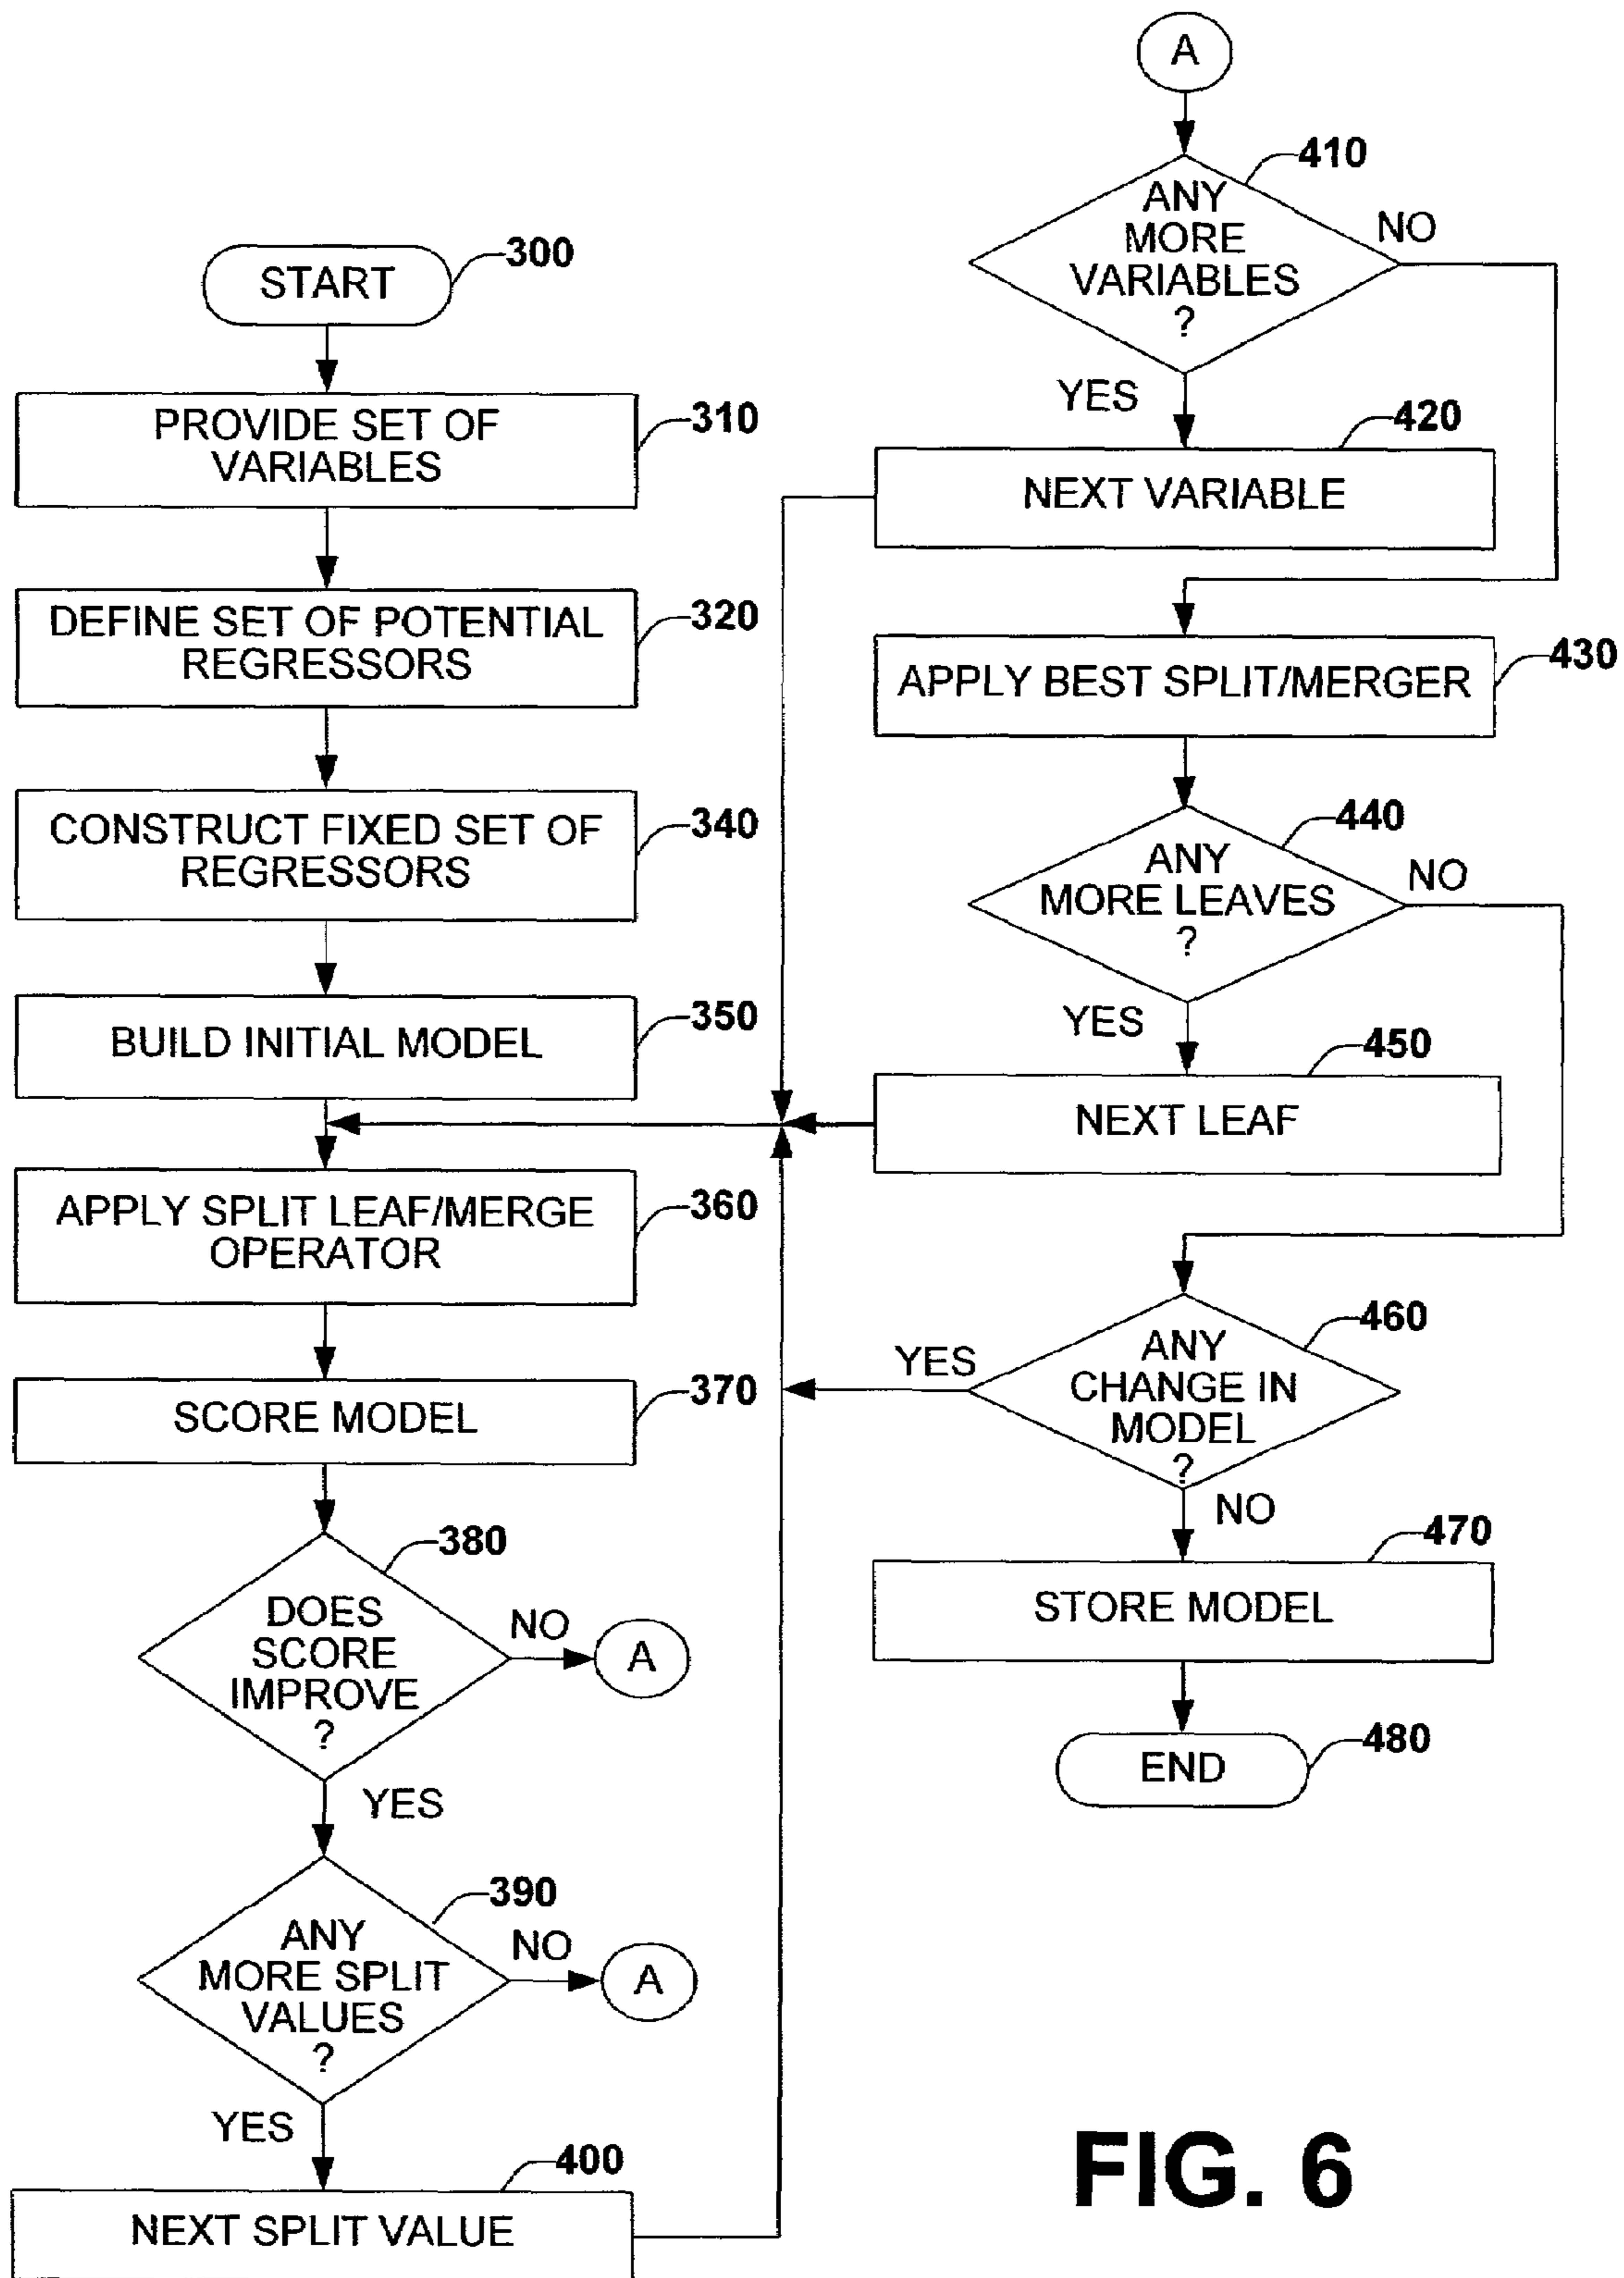 START
300
PROVIDE SET OF
VARIABLES
310
DEFINE SET OF POTENTIAL
REGRESSORS
320
CONSTRUCT FIXED SET OF
REGRESSORS
340
BUILD INITIAL MODEL
350
APPLY SPLIT LEAF/MERGE
OPERATOR
360
SCORE MODEL
370
380
DOES
SCORE
IMPROVE
?
NO
A
YES
390
ANY
MORE SPLIT
VALUES
?
NO
A
YES
400
NEXT SPLIT VALUE
A
410
ANY
MORE
VARIABLES
?
NO
YES
420
NEXT VARIABLE
430
APPLY BEST SPLIT/MERGER
440
ANY
MORE LEAVES
?
NO
YES
450
NEXT LEAF
460
ANY
CHANGE IN
MODEL
?
YES
NO
470
STORE MODEL
END
480
FIG. 6